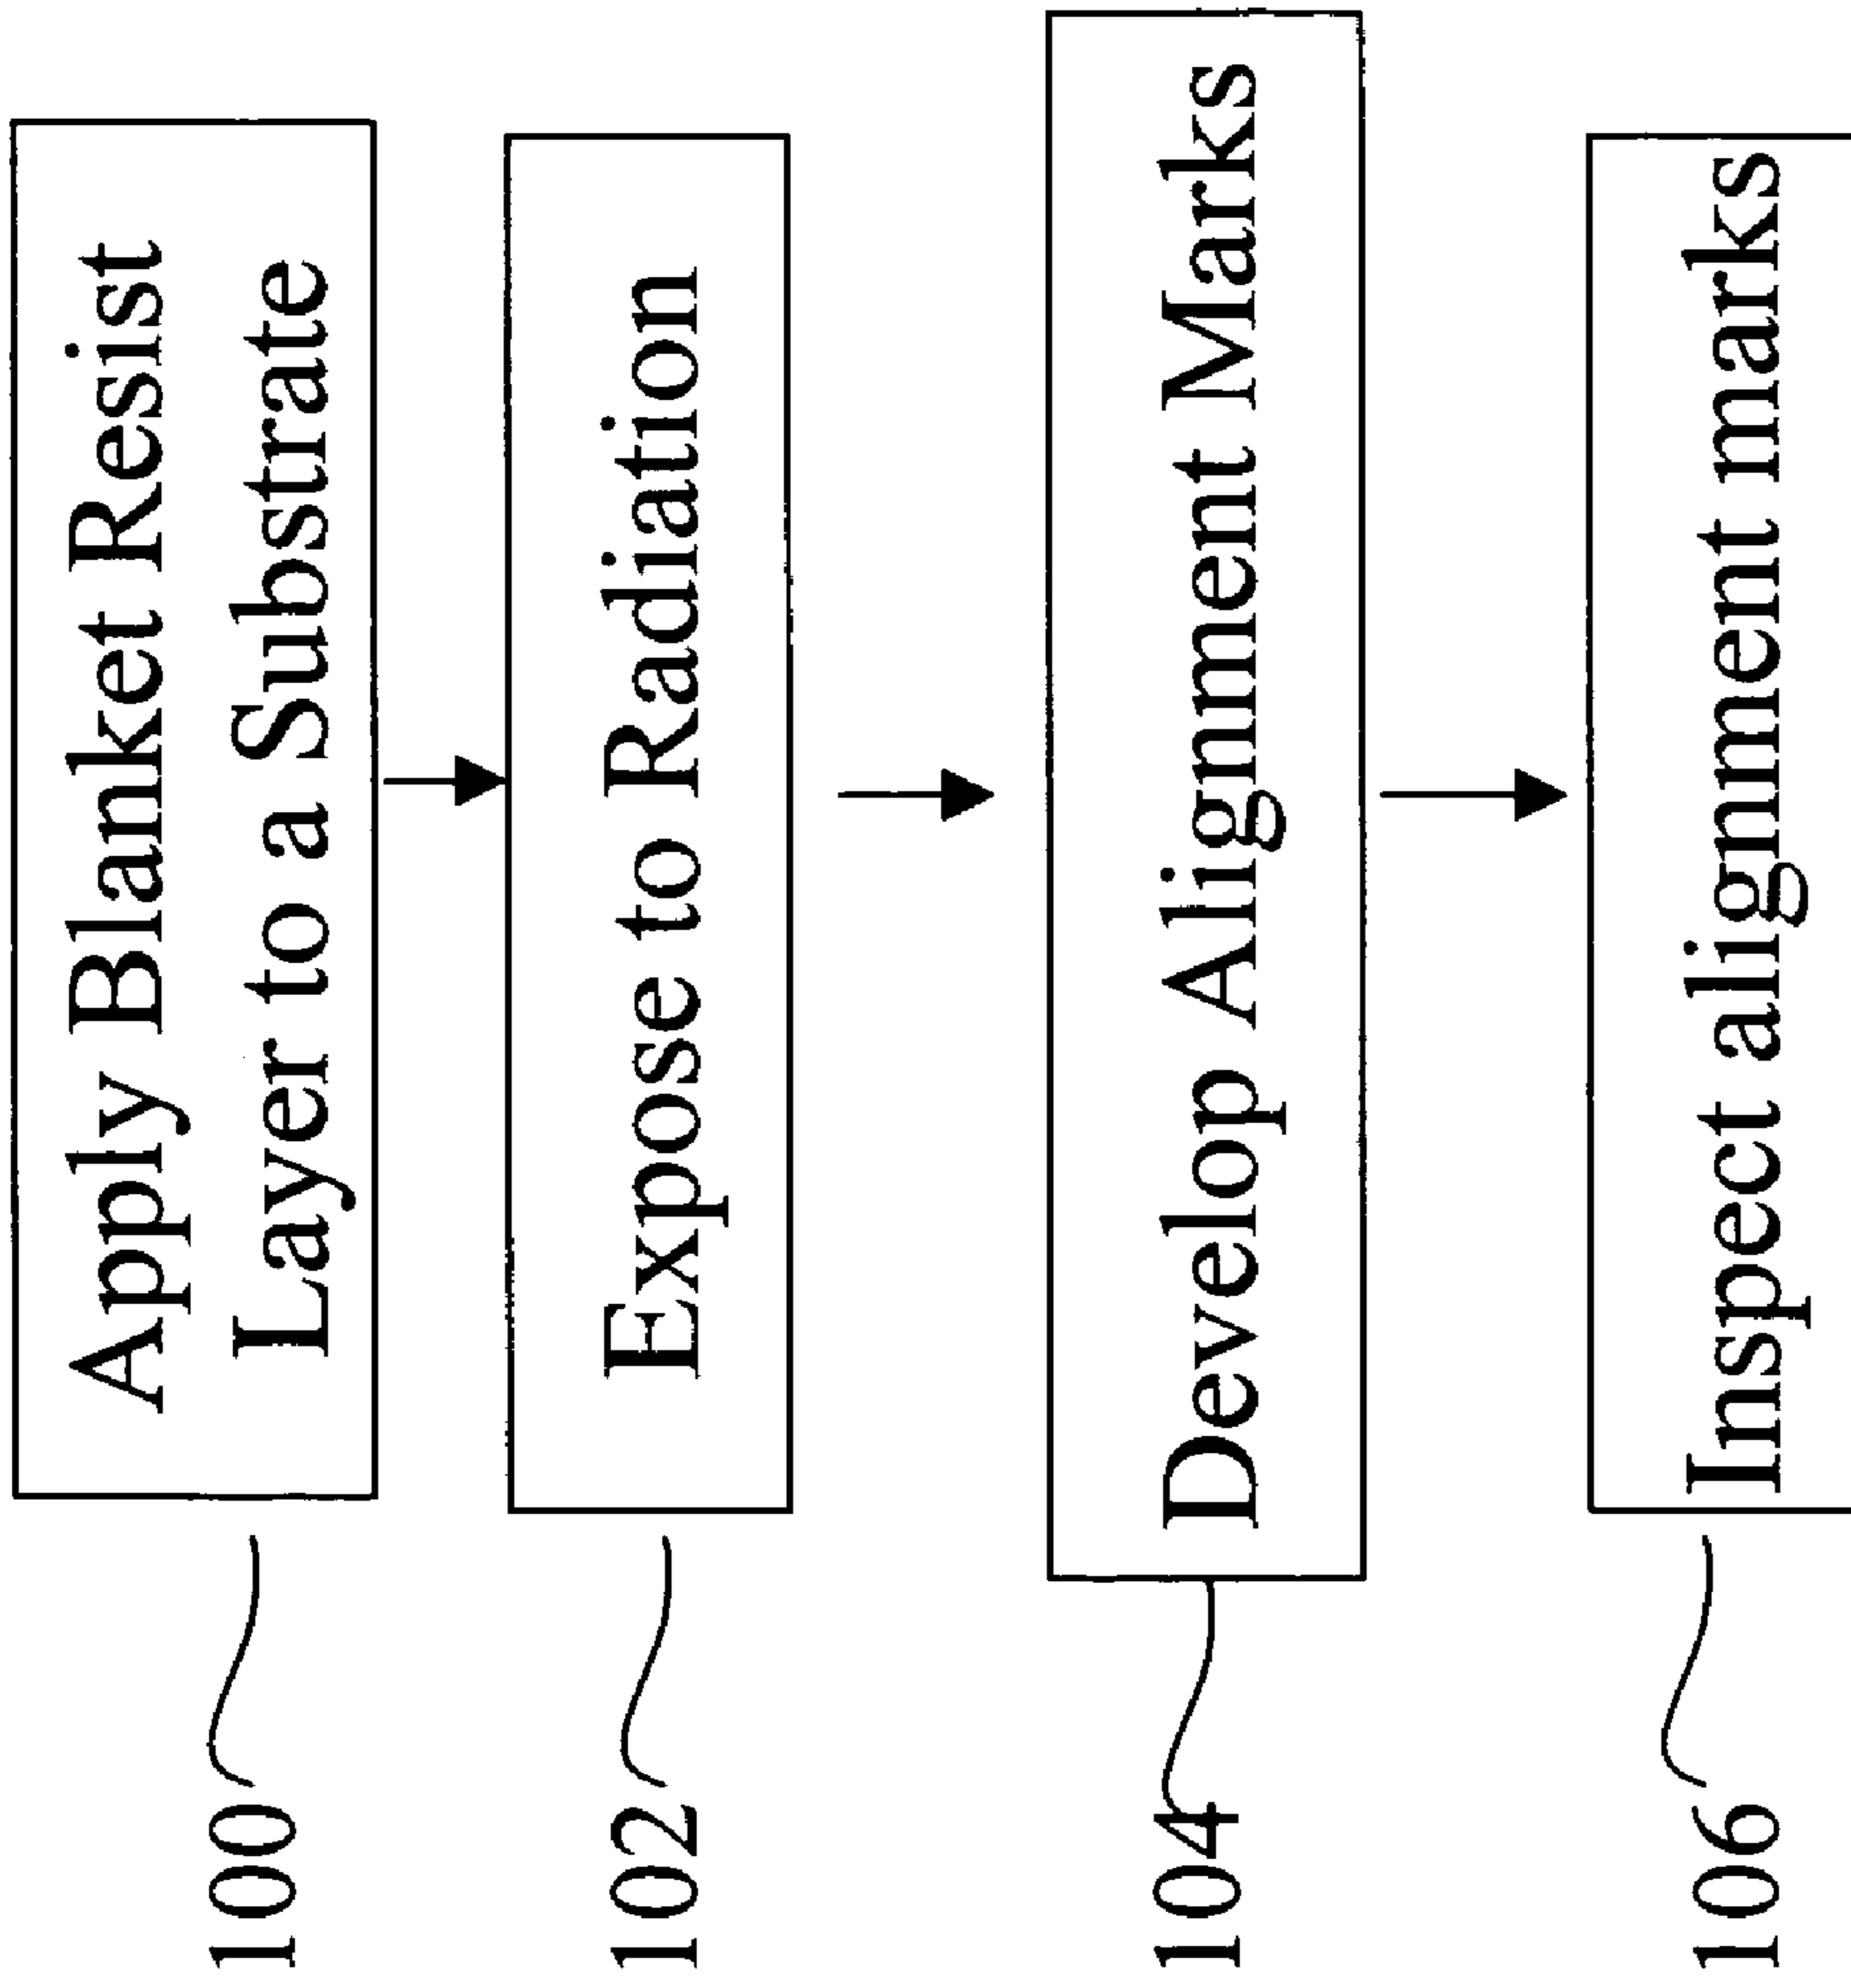 100
Apply Blanket Resist
Layer to a Substrate
102
Expose to Radiation
104
Develop Alignment Marks
106
Inspect alignment marks